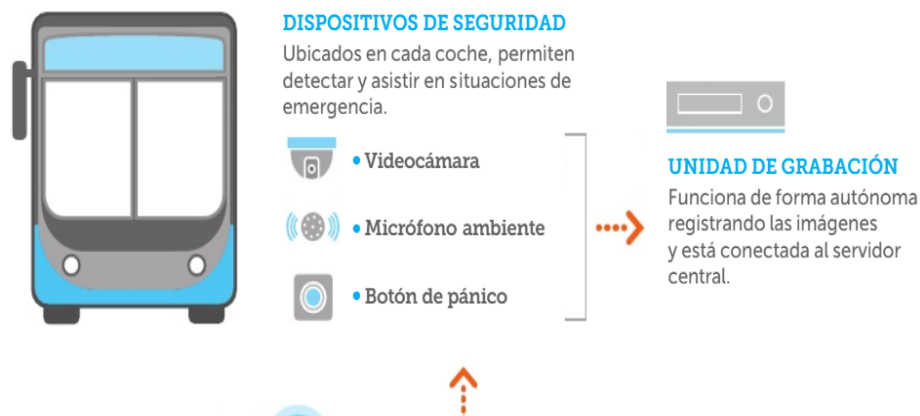 DISPOSITIVOS DE SEGURIDAD
Ubicados en cada coche, permiten
detectar y asistir en situaciones de
emergencia.
• Videocámara
• Micrófono ambiente
• Botón de pánico
UNIDAD DE GRABACIÓN
Funciona de forma autónoma
registrando las imágenes
y está conectada al servidor
central.